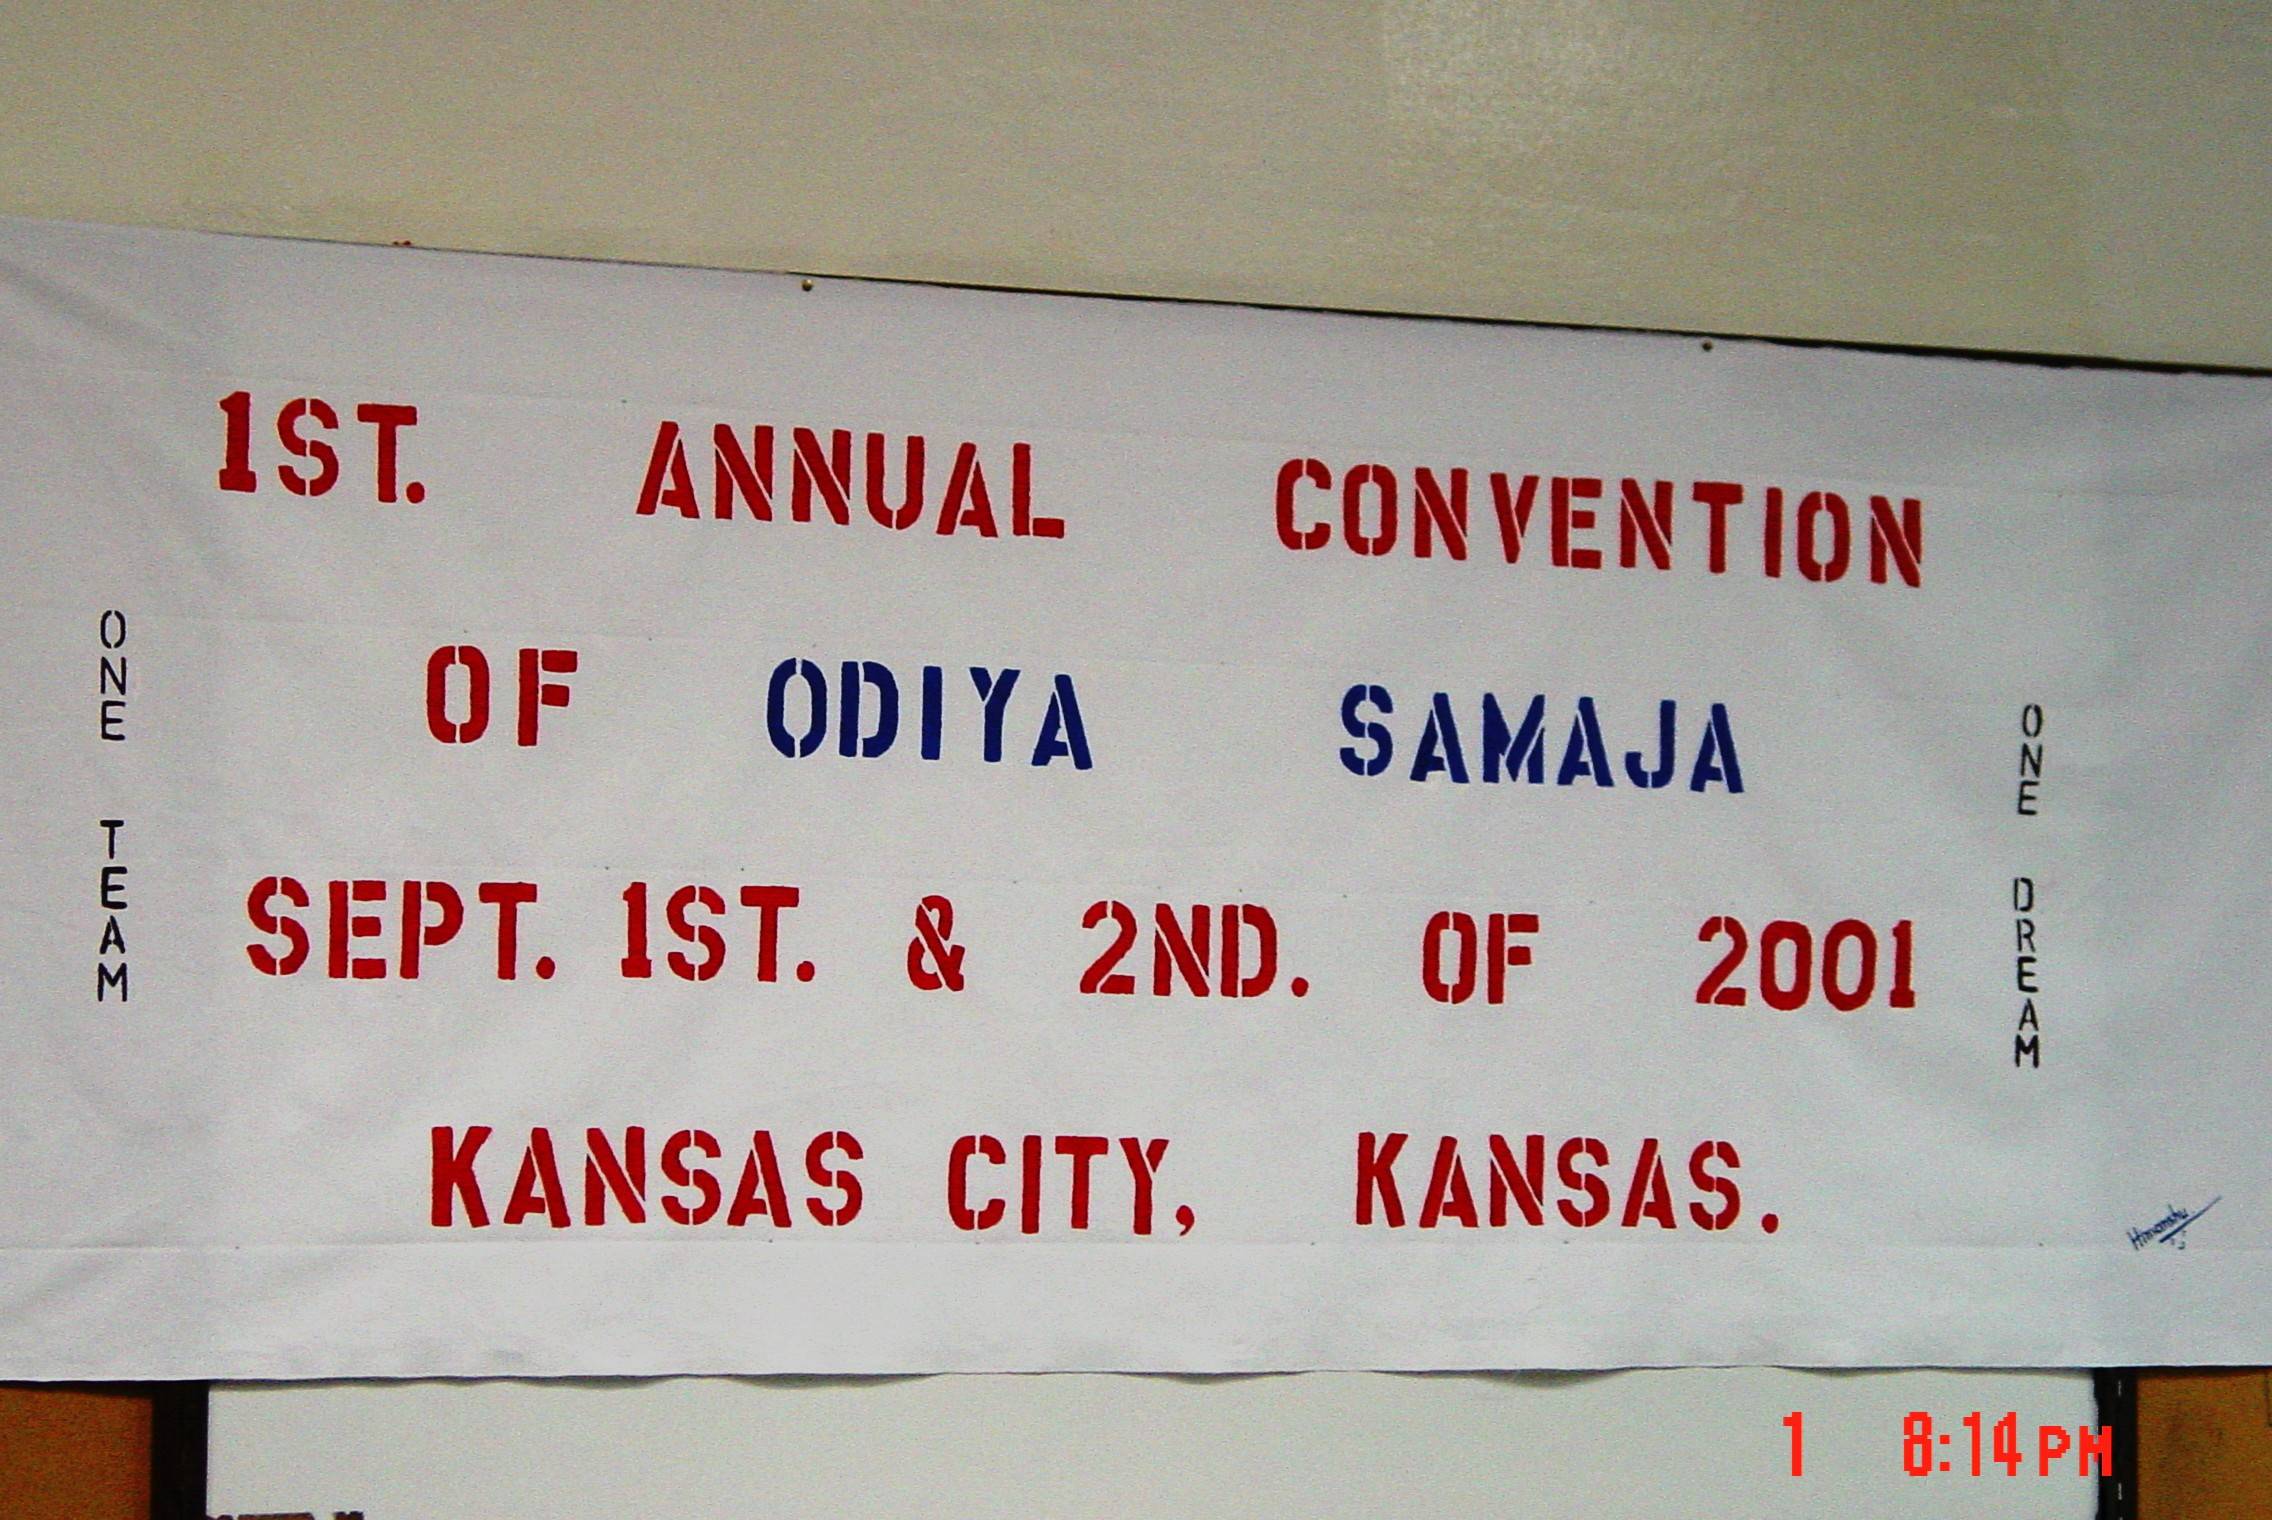 1ST. ANNUAL CONVENTION
OF ODIYA SAMAJA
SEPT. 1ST. & 2ND. OF 2001
KANSAS CITY, KANSAS.
ONE TEAM
ONE DREAM
Himanshu
1 8:14PM